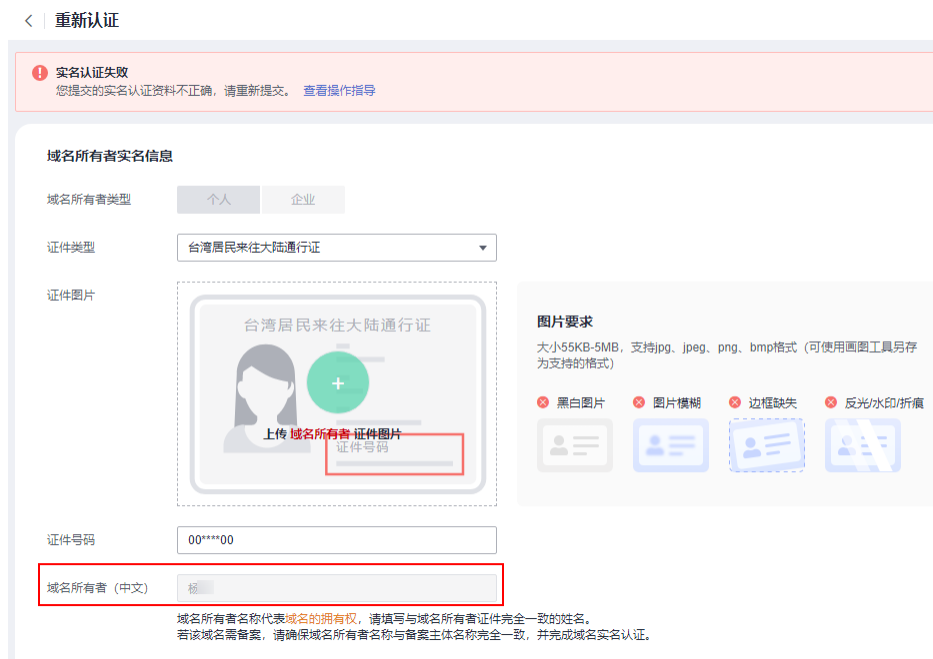 重新认证
实名认证失败
您提交的实名认证资料不正确，请重新提交。 查看操作指导
域名所有者实名信息
域名所有者类型 个人 企业
证件类型 台湾居民来往大陆通行证
证件图片
台湾居民来往大陆通行证
上传 域名所有者 证件图片
证件号码
图片要求
大小55KB-5MB，支持jpg、jpeg、png、bmp格式（可使用画图工具另存
为支持的格式）
黑白图片 图片模糊 边框缺失 反光/水印/折痕
证件号码 00****00
域名所有者（中文） 杨
域名所有者名称代表域名的拥有权，请填写与域名所有者证件完全一致的姓名。
若该域名需备案，请确保域名所有者名称与备案主体名称完全一致，并完成域名实名认证。